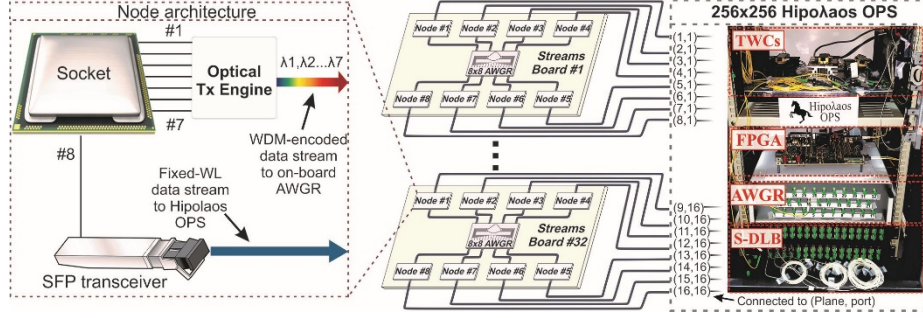 Node architecture
#1
Socket
Optical
Tx Engine
λ1,λ2...λ7
#7
#8
WDM-encoded
data stream
to on-board
AWGR
Fixed-WL
data stream
to Hipolaos
OPS
SFP transceiver
Node #1
Node #2
Node #3
Node #4
8x8 AWGR
Streams
Board #1
Node #8
Node #7
Node #6
Node #5
Node #1
Node #2
Node #3
Node #4
8x8 AWGR
Streams
Board #32
Node #8
Node #7
Node #6
Node #5
256x256 Hipoλaos OPS
(1,1)
(2,1)
(3,1)
(4,1)
(5,1)
(6,1)
(7,1)
(8,1)
(9,16)
(10,16)
(11,16)
(12,16)
(13,16)
(14,16)
(15,16)
(16,16)
Connected to (Plane, port)
TWCs
Hipoλaos
OPS
FPGA
AWGR
S-DLB